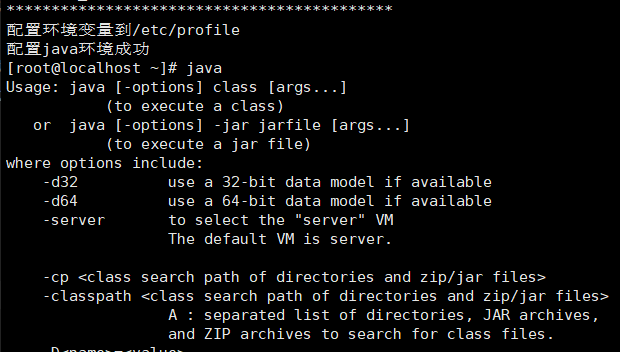 *******************************************
配置环境变量到/etc/profile
配置java环境成功
[root@localhost ~]# java
Usage: java [-options] class [args...]
           (to execute a class)
   or  java [-options] -jar jarfile [args...]
           (to execute a jar file)
where options include:
    -d32          use a 32-bit data model if available
    -d64          use a 64-bit data model if available
    -server       to select the "server" VM
                  The default VM is server.

    -cp <class search path of directories and zip/jar files>
    -classpath <class search path of directories and zip/jar files>
                  A : separated list of directories, JAR archives,
                  and ZIP archives to search for class files.
    -D<name>=<value>